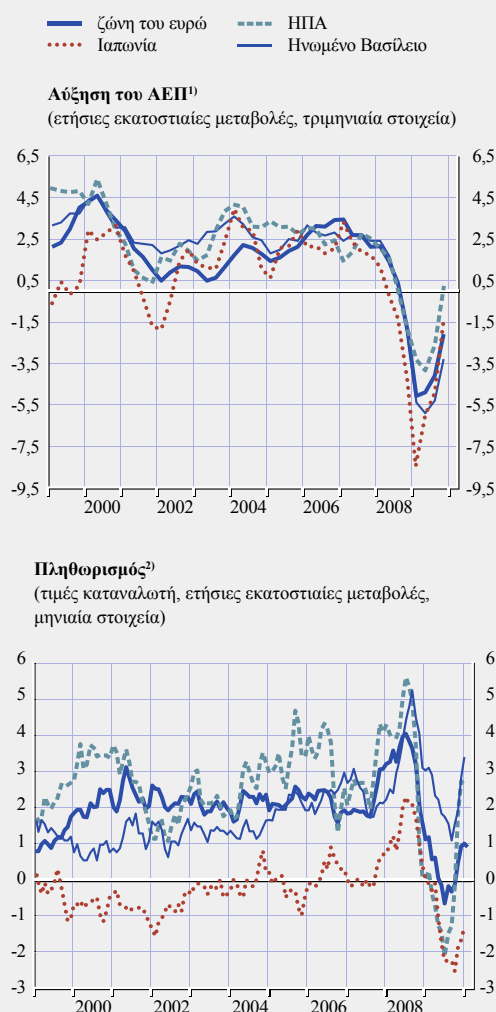 ζώνη του ευρώ ΗΠΑ
Ιαπωνία Ηνωμένο Βασίλειο
Αύξηση του ΑΕΠ1)
(ετήσιες εκατοστιαίες μεταβολές, τριμηνιαία στοιχεία)
6,5 6,5
4,5 4,5
2,5 2,5
0,5 0,5
-1,5 -1,5
-3,5 -3,5
-5,5 -5,5
-7,5 -7,5
-9,5 -9,5
2000 2002 2004 2006 2008
Πληθωρισμός2)
(τιμές καταναλωτή, ετήσιες εκατοστιαίες μεταβολές,
μηνιαία στοιχεία)
6 6
5 5
4 4
3 3
2 2
1 1
0 0
-1 -1
-2 -2
-3 -3
2000 2002 2004 2006 2008